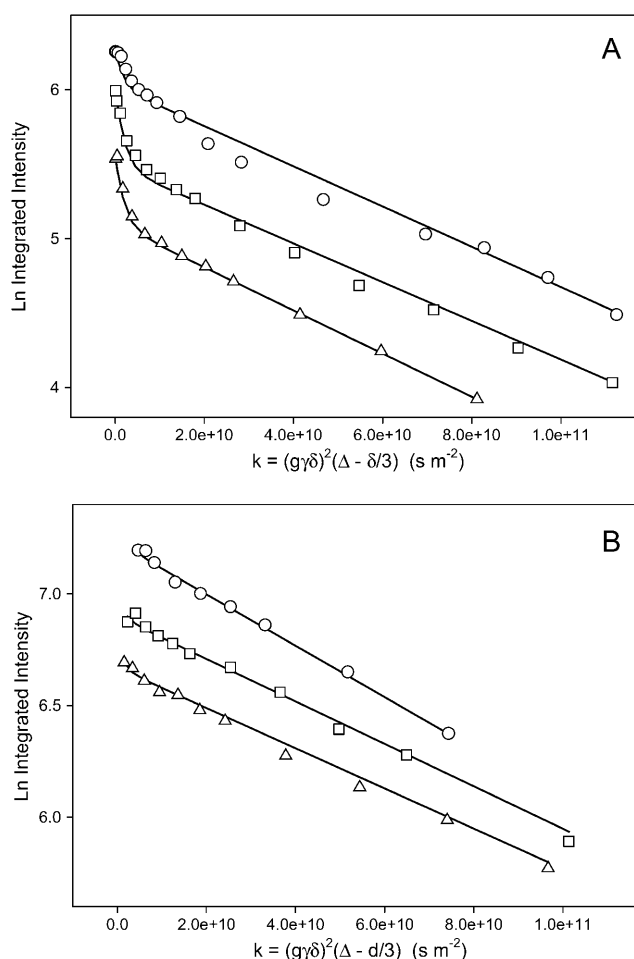 A
6
5
4
Ln Integrated Intensity
0.0 2.0e+10 4.0e+10 6.0e+10 8.0e+10 1.0e+11
k = (gγδ)²(Δ - δ/3) (s m⁻²)
B
7.0
6.5
6.0
Ln Integrated Intensity
0.0 2.0e+10 4.0e+10 6.0e+10 8.0e+10 1.0e+11
k = (gγδ)²(Δ - d/3) (s m⁻²)